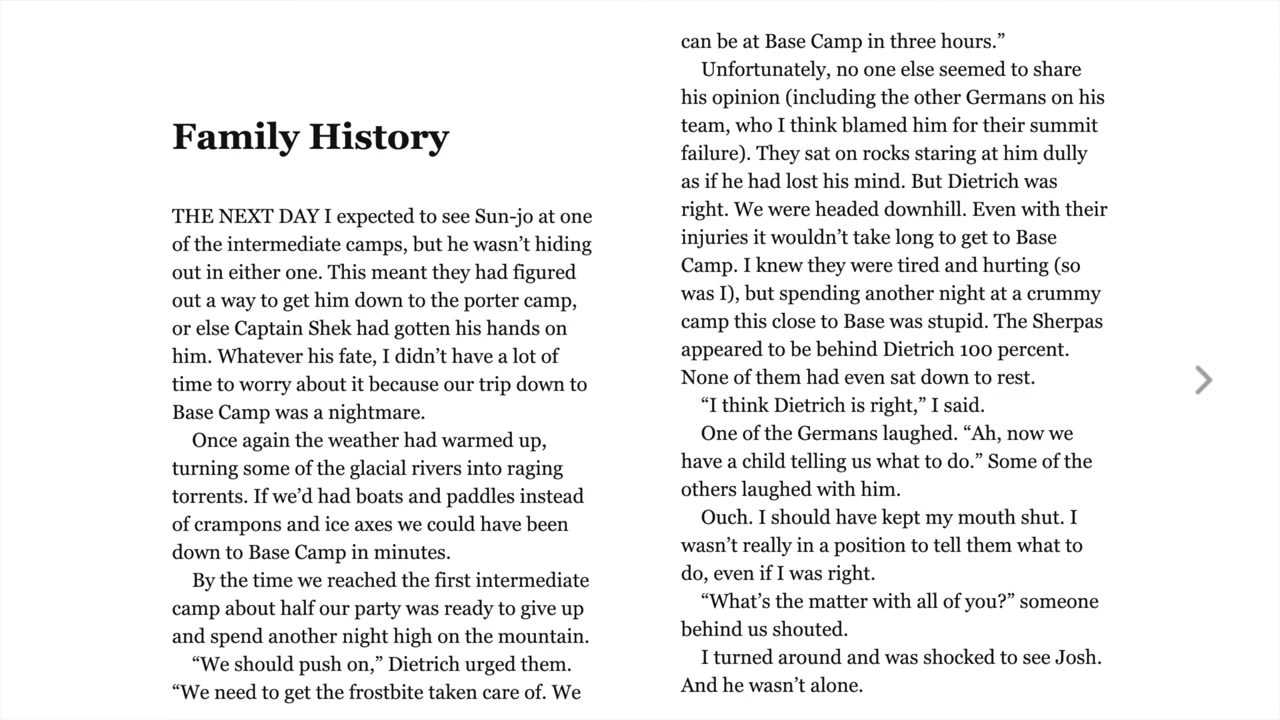 Family History
THE NEXT DAY I expected to see Sun-jo at one
of the intermediate camps, but he wasn’t hiding
out in either one. This meant they had figured
out a way to get him down to the porter camp,
or else Captain Shek had gotten his hands on
him. Whatever his fate, I didn’t have a lot of
time to worry about it because our trip down to
Base Camp was a nightmare.
Once again the weather had warmed up,
turning some of the glacial rivers into raging
torrents. If we’d had boats and paddles instead
of crampons and ice axes we could have been
down to Base Camp in minutes.
By the time we reached the first intermediate
camp about half our party was ready to give up
and spend another night high on the mountain.
“We should push on,” Dietrich urged them.
“We need to get the frostbite taken care of. We
can be at Base Camp in three hours.”
Unfortunately, no one else seemed to share
his opinion (including the other Germans on his
team, who I think blamed him for their summit
failure). They sat on rocks staring at him dully
as if he had lost his mind. But Dietrich was
right. We were headed downhill. Even with their
injuries it wouldn’t take long to get to Base
Camp. I knew they were tired and hurting (so
was I), but spending another night at a crummy
camp this close to Base was stupid. The Sherpas
appeared to be behind Dietrich 100 percent.
None of them had even sat down to rest.
“I think Dietrich is right,” I said.
One of the Germans laughed. “Ah, now we
have a child telling us what to do.” Some of the
others laughed with him.
Ouch. I should have kept my mouth shut. I
wasn’t really in a position to tell them what to
do, even if I was right.
“What’s the matter with all of you?” someone
behind us shouted.
I turned around and was shocked to see Josh.
And he wasn’t alone.